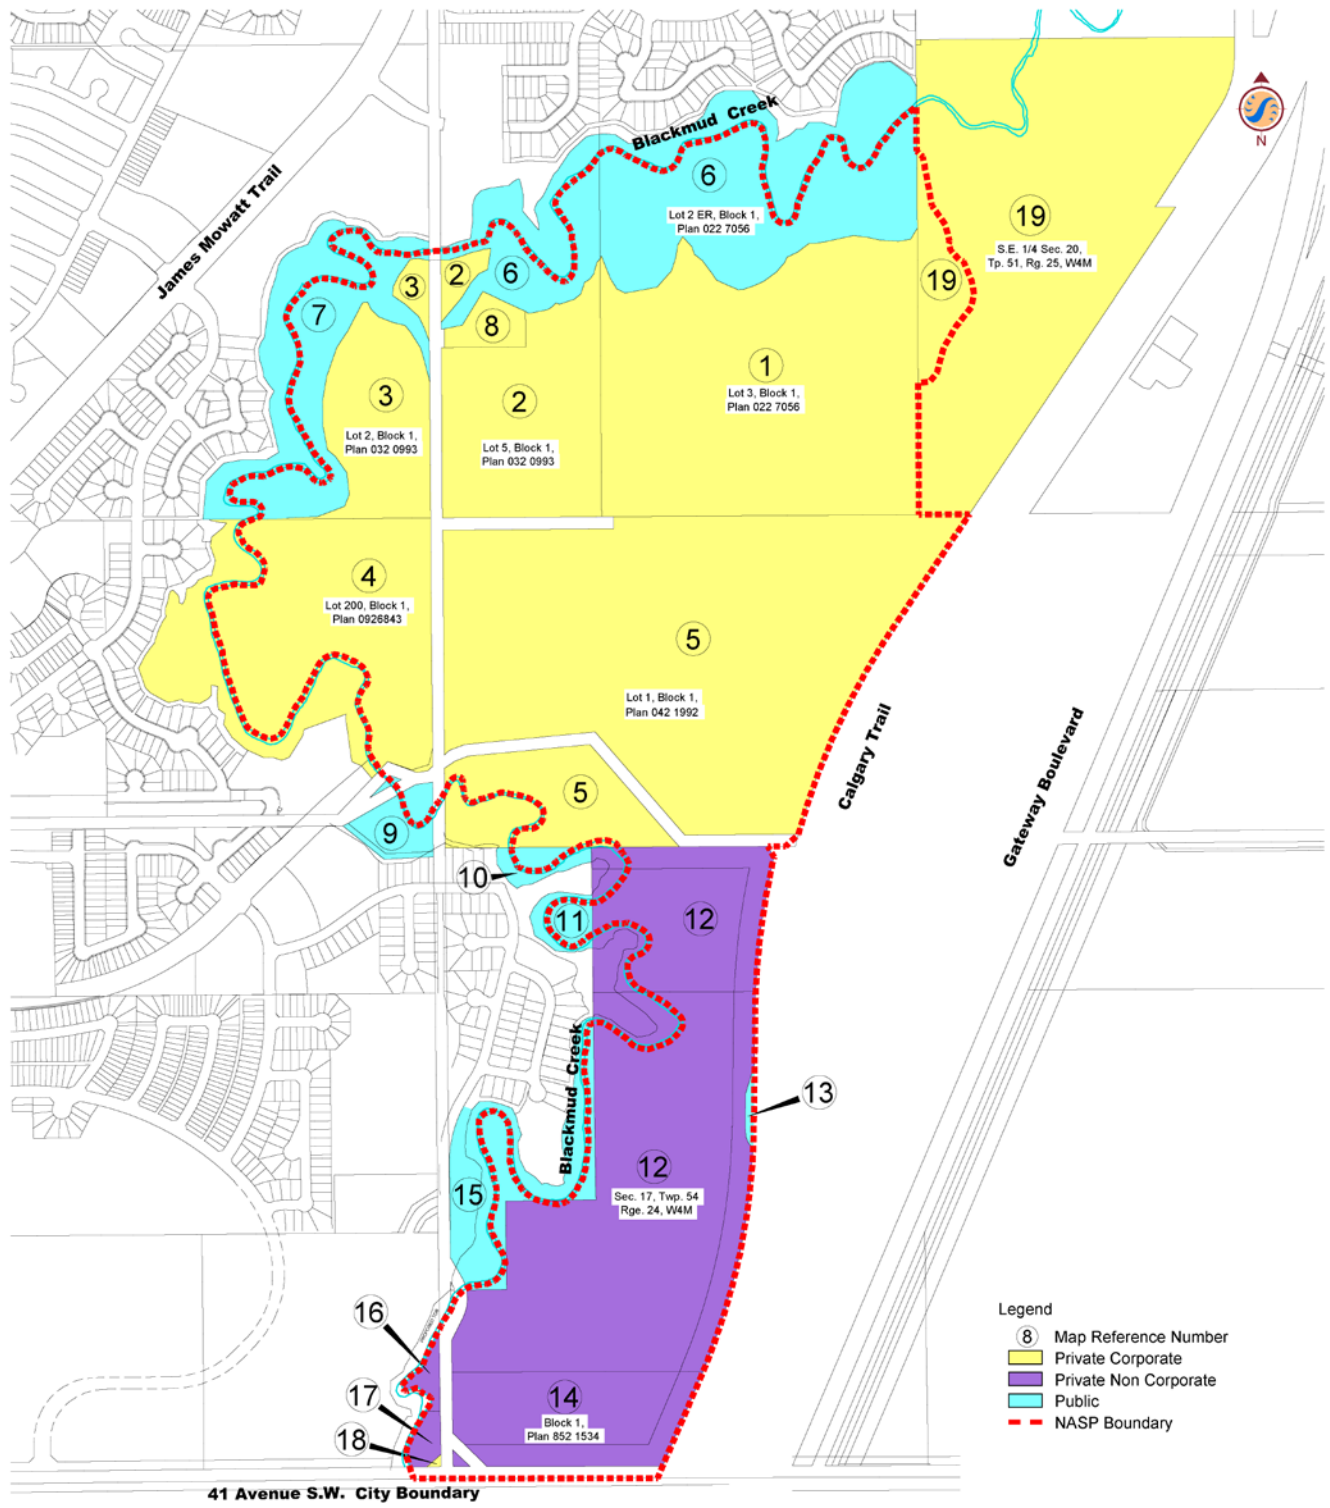 Blackmud Creek
N
James Mowatt Trail
6
Lot 2 ER, Block 1,
Plan 022 7056
19
S.E. 1/4 Sec. 20,
Tp. 51, Rg. 25, W4M
19
7
3
2
6
8
1
Lot 3, Block 1,
Plan 022 7056
3
Lot 2, Block 1,
Plan 032 0993
2
Lot 5, Block 1,
Plan 032 0993
4
Lot 200, Block 1,
Plan 0926843
5
Lot 1, Block 1,
Plan 042 1992
Calgary Trail
Gateway Boulevard
5
9
10
11
12
Blackmud Creek
13
12
Sec. 17, Twp. 54
Rge. 24, W4M
15
16
17
18
14
Block 1,
Plan 852 1534
Legend
8 Map Reference Number
Private Corporate
Private Non Corporate
Public
NASP Boundary
41 Avenue S.W. City Boundary